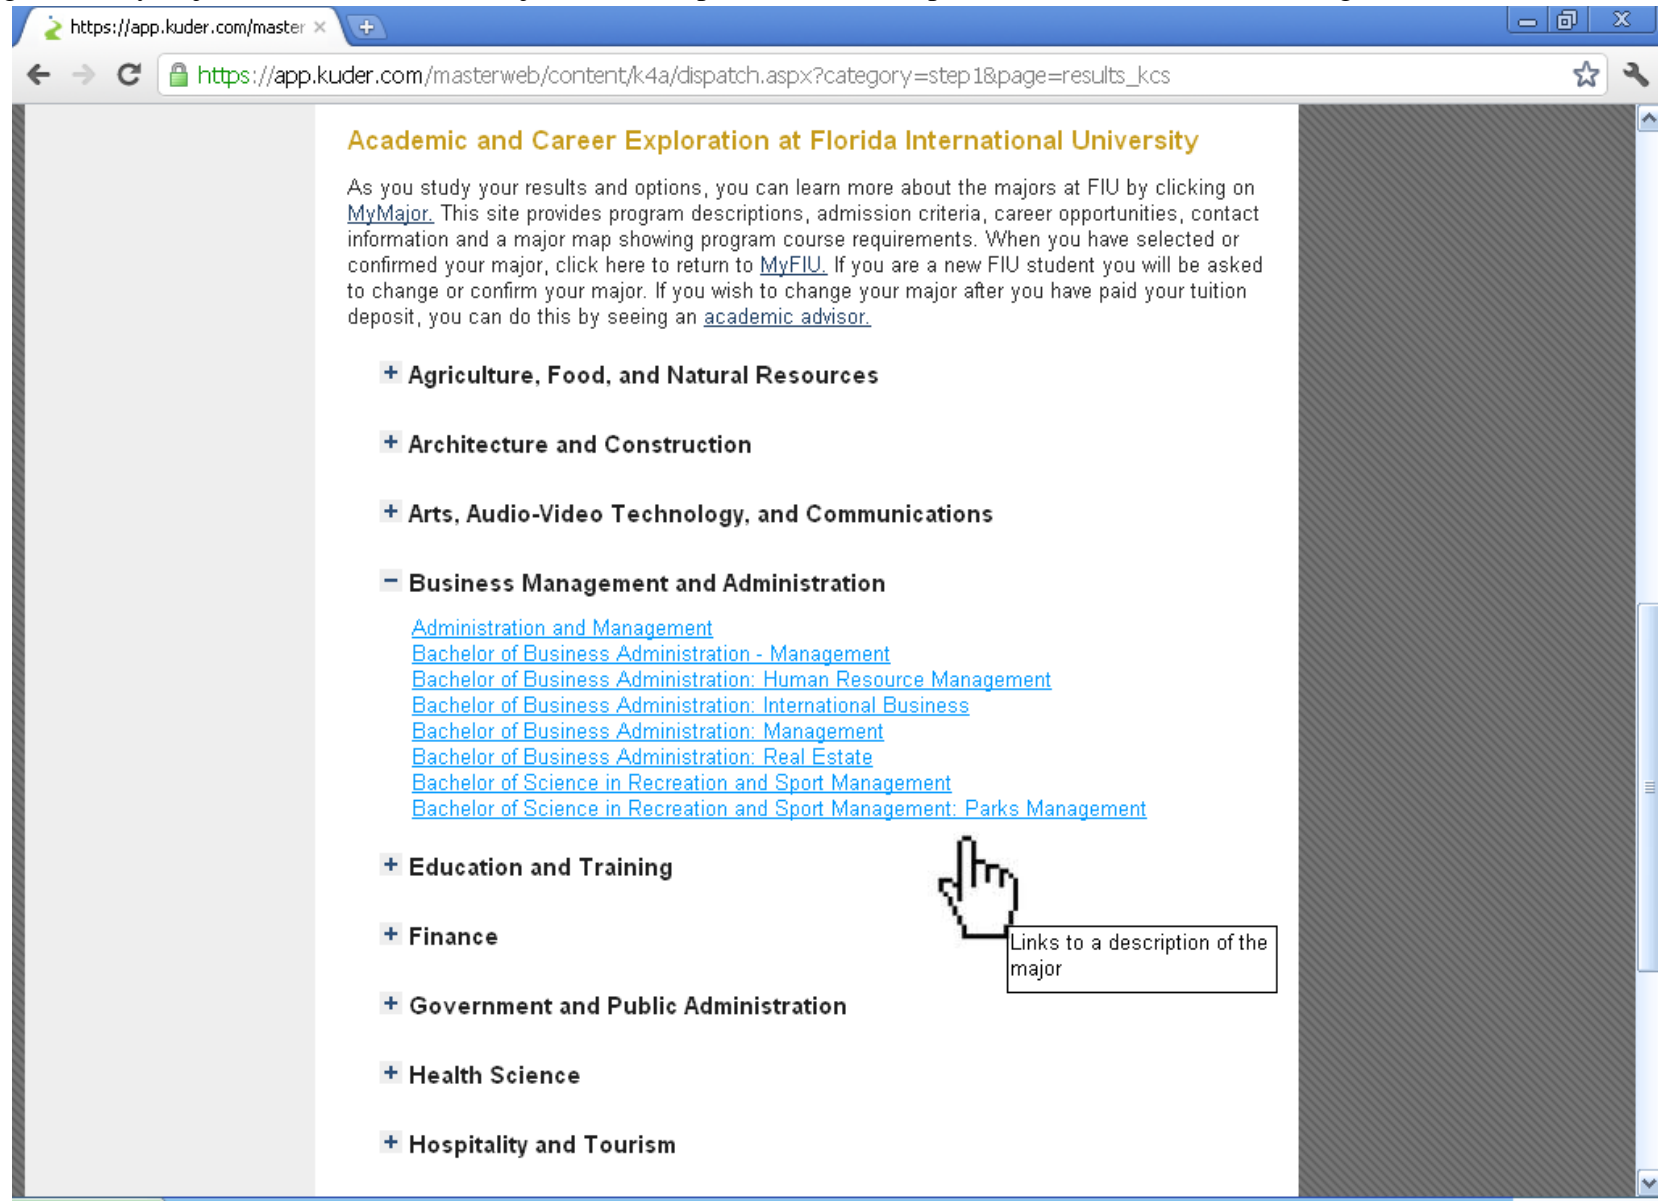 https://app.kuder.com/master
https://app.kuder.com/masterweb/content/k4a/dispatch.aspx?category=step1&page=results_kcs
Academic and Career Exploration at Florida International University
As you study your results and options, you can learn more about the majors at FIU by clicking on
MyMajor. This site provides program descriptions, admission criteria, career opportunities, contact
information and a major map showing program course requirements. When you have selected or
confirmed your major, click here to return to MyFIU. If you are a new FIU student you will be asked
to change or confirm your major. If you wish to change your major after you have paid your tuition
deposit, you can do this by seeing an academic advisor.
+ Agriculture, Food, and Natural Resources
+ Architecture and Construction
+ Arts, Audio-Video Technology, and Communications
− Business Management and Administration
Administration and Management
Bachelor of Business Administration - Management
Bachelor of Business Administration: Human Resource Management
Bachelor of Business Administration: International Business
Bachelor of Business Administration: Management
Bachelor of Business Administration: Real Estate
Bachelor of Science in Recreation and Sport Management
Bachelor of Science in Recreation and Sport Management: Parks Management
+ Education and Training
+ Finance
Links to a description of the
major
+ Government and Public Administration
+ Health Science
+ Hospitality and Tourism